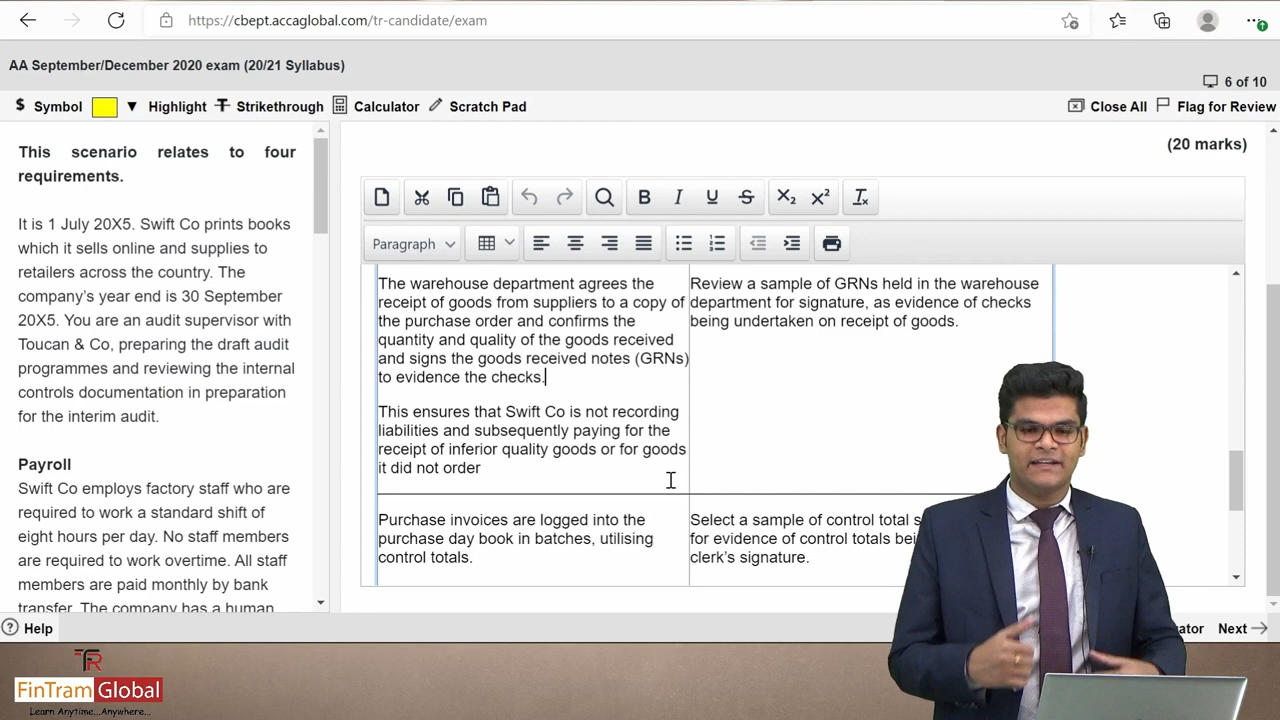 https://cbept.accaglobal.com/tr-candidate/exam
AA September/December 2020 exam (20/21 Syllabus)
6 of 10
$ Symbol
Highlight
Strikethrough
Calculator
Scratch Pad
Close All
Flag for Review
This scenario relates to four
requirements.
It is 1 July 20X5. Swift Co prints books
which it sells online and supplies to
retailers across the country. The
company's year end is 30 September
20X5. You are an audit supervisor with
Toucan & Co, preparing the draft audit
programmes and reviewing the internal
controls documentation in preparation
for the interim audit.
Payroll
Swift Co employs factory staff who are
required to work a standard shift of
eight hours per day. No staff members
are required to work overtime. All staff
members are paid monthly by bank
transfer. The company has a human
(20 marks)
Paragraph
The warehouse department agrees the
receipt of goods from suppliers to a copy of
the purchase order and confirms the
quantity and quality of the goods received
and signs the goods received notes (GRNs)
to evidence the checks.
This ensures that Swift Co is not recording
liabilities and subsequently paying for the
receipt of inferior quality goods or for goods
it did not order
Review a sample of GRNs held in the warehouse
department for signature, as evidence of checks
being undertaken on receipt of goods.
Purchase invoices are logged into the
purchase day book in batches, utilising
control totals.
Select a sample of control total s
for evidence of control totals bei
clerk's signature.
Help
ator
Next
FR
FinTram Global
Learn Anytime...Anywhere...